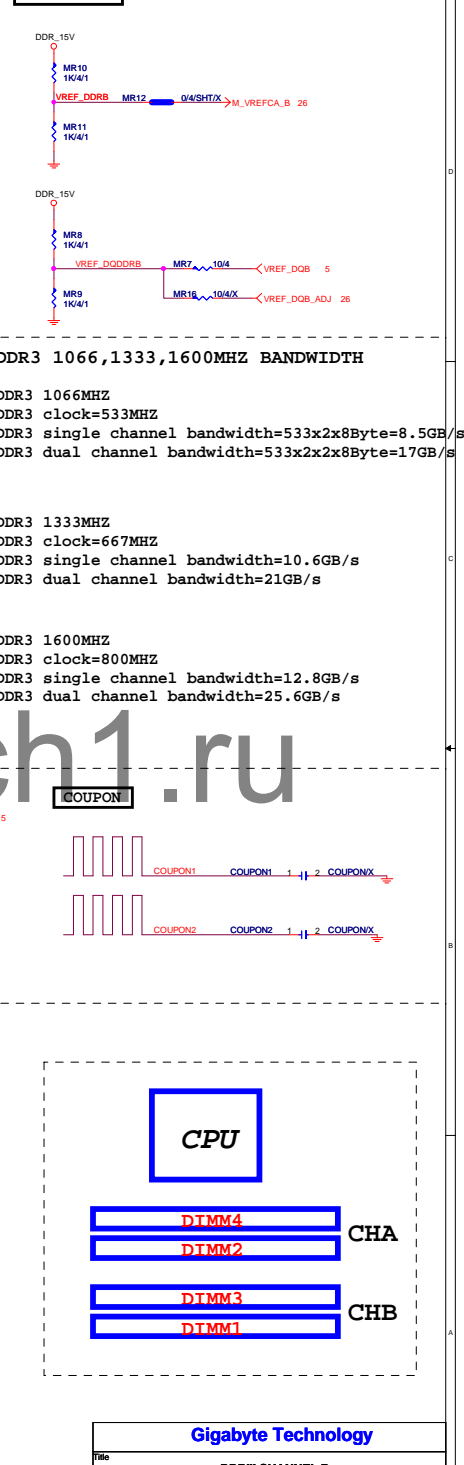 DDR_15V
MR10
1K/4/1
VREF_DDRB MR12 0/4/SHT/X M_VREFCA_B 26
MR11
1K/4/1
DDR_15V
MR8
1K/4/1
VREF_DQDDRB MR7 10/4 VREF_DQB 5
MR9
1K/4/1
MR16 10/4/X VREF_DQB_ADJ 26
D
DDR3 1066,1333,1600MHZ BANDWIDTH
DDR3 1066MHZ
DDR3 clock=533MHZ
DDR3 single channel bandwidth=533x2x8Byte=8.5GB/s
DDR3 dual channel bandwidth=533x2x2x8Byte=17GB/s
DDR3 1333MHZ
DDR3 clock=667MHZ
DDR3 single channel bandwidth=10.6GB/s
DDR3 dual channel bandwidth=21GB/s
C
DDR3 1600MHZ
DDR3 clock=800MHZ
DDR3 single channel bandwidth=12.8GB/s
DDR3 dual channel bandwidth=25.6GB/s
ch1.ru
COUPON
5
COUPON1 COUPON1 1 2 COUPON/X
COUPON2 COUPON2 1 2 COUPON/X
B
CPU
DIMM4
CHA
DIMM2
DIMM3
CHB
DIMM1
A
Gigabyte Technology
Title